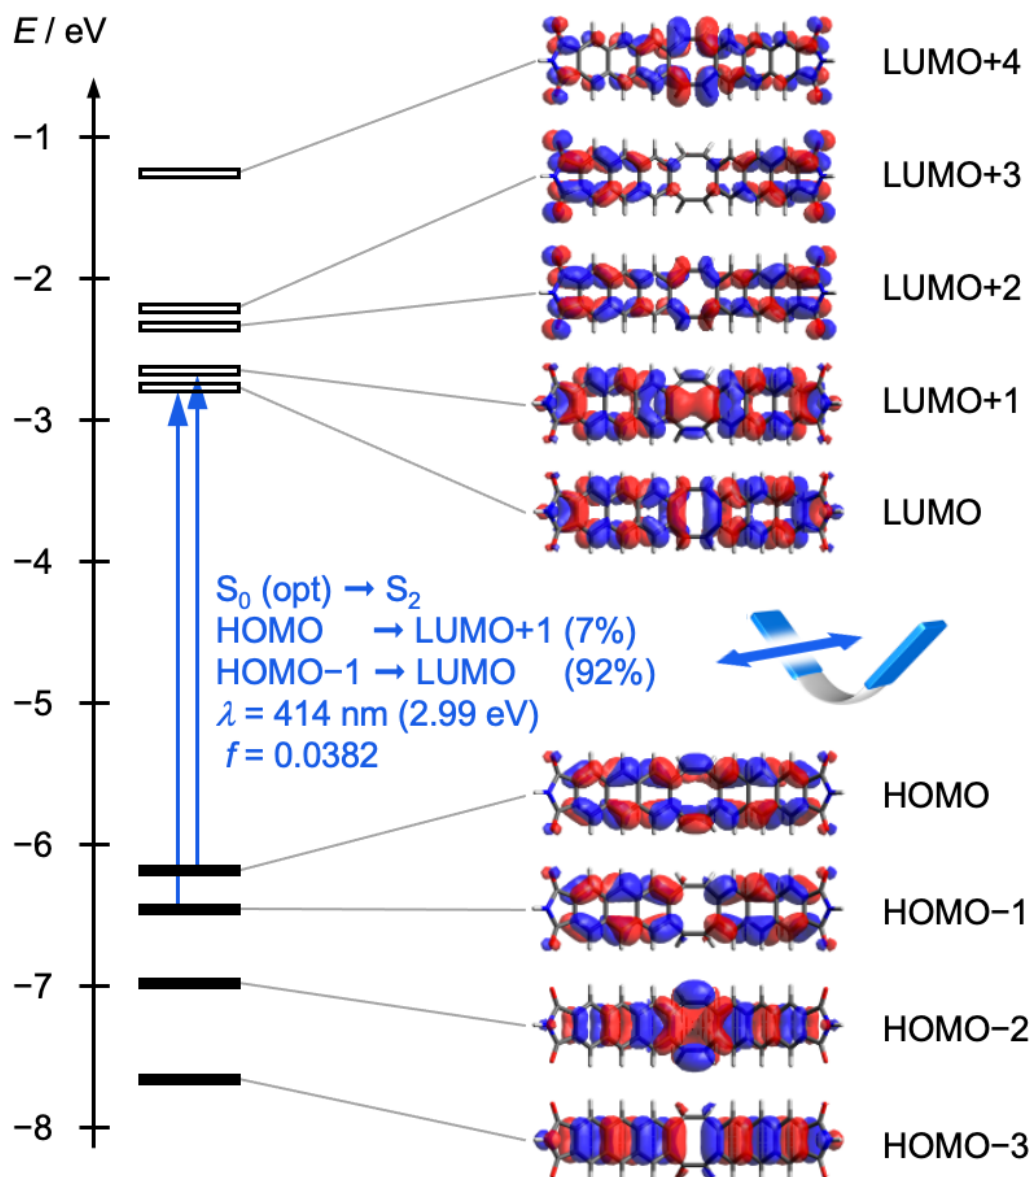 E / eV
LUMO+4
−1
LUMO+3
−2
LUMO+2
LUMO+1
−3
LUMO
−4
S₀ (opt) → S₂
HOMO → LUMO+1 (7%)
HOMO−1 → LUMO (92%)
λ = 414 nm (2.99 eV)
f = 0.0382
−5
HOMO
−6
HOMO−1
−7
HOMO−2
−8
HOMO−3